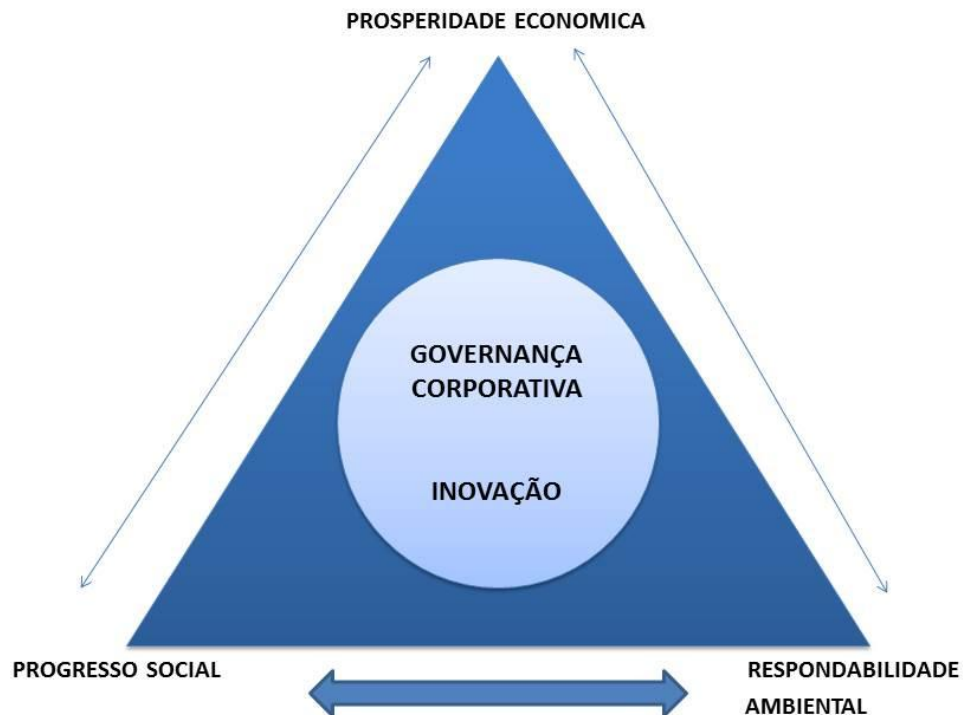 PROSPERIDADE ECONOMICA
GOVERNANÇA
CORPORATIVA
INOVAÇÃO
PROGRESSO SOCIAL
RESPONDABILIDADE
AMBIENTAL